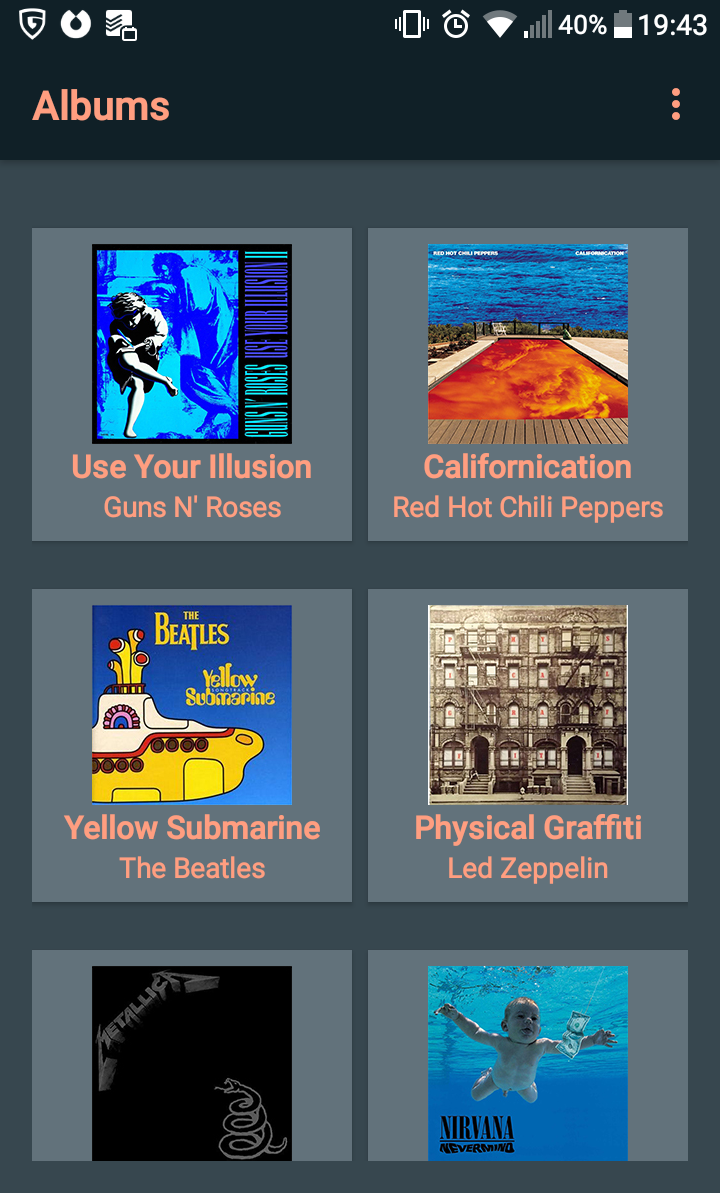 40% 19:43
Albums
GUNS N' ROSES USE YOUR ILLUSION II
RED HOT CHILI PEPPERS CALIFORNICATION
Use Your Illusion
Guns N' Roses
Californication
Red Hot Chili Peppers
THE
BEATLES
Yellow
SONGTRACK
Submarine
Yellow Submarine
The Beatles
Physical Graffiti
Led Zeppelin
METALLICA
NIRVANA
NEVERMIND